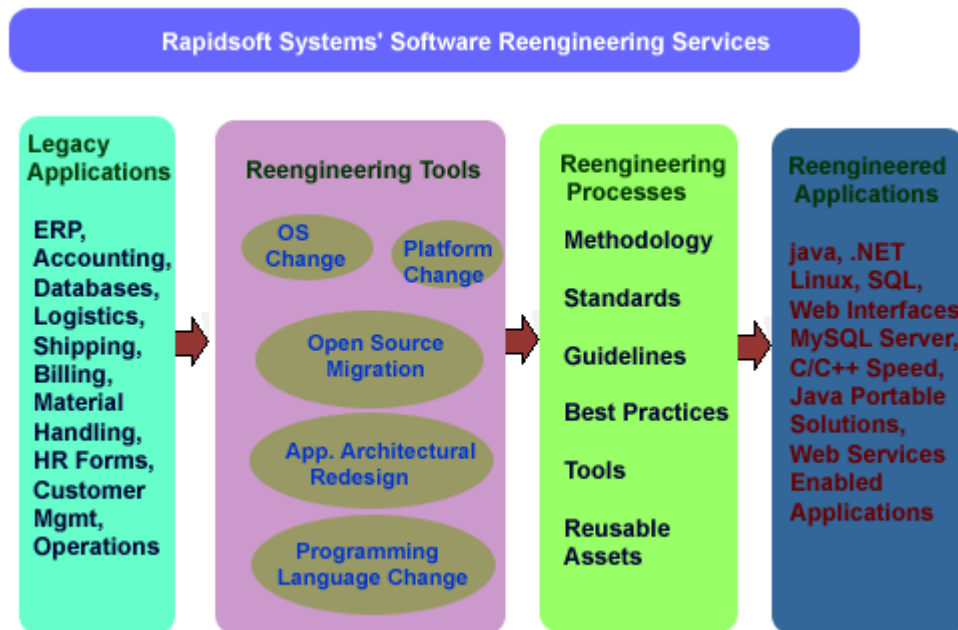 Rapidsoft Systems' Software Reengineering Services
Legacy
Applications
ERP,
Accounting,
Databases,
Logistics,
Shipping,
Billing,
Material
Handling,
HR Forms,
Customer
Mgmt,
Operations
Reengineering Tools
OS
Change
Platform
Change
Open Source
Migration
App. Architectural
Redesign
Programming
Language Change
Reengineering
Processes
Methodology
Standards
Guidelines
Best Practices
Tools
Reusable
Assets
Reengineered
Applications
java, .NET
Linux, SQL,
Web Interfaces
MySQL Server,
C/C++ Speed,
Java Portable
Solutions,
Web Services
Enabled
Applications